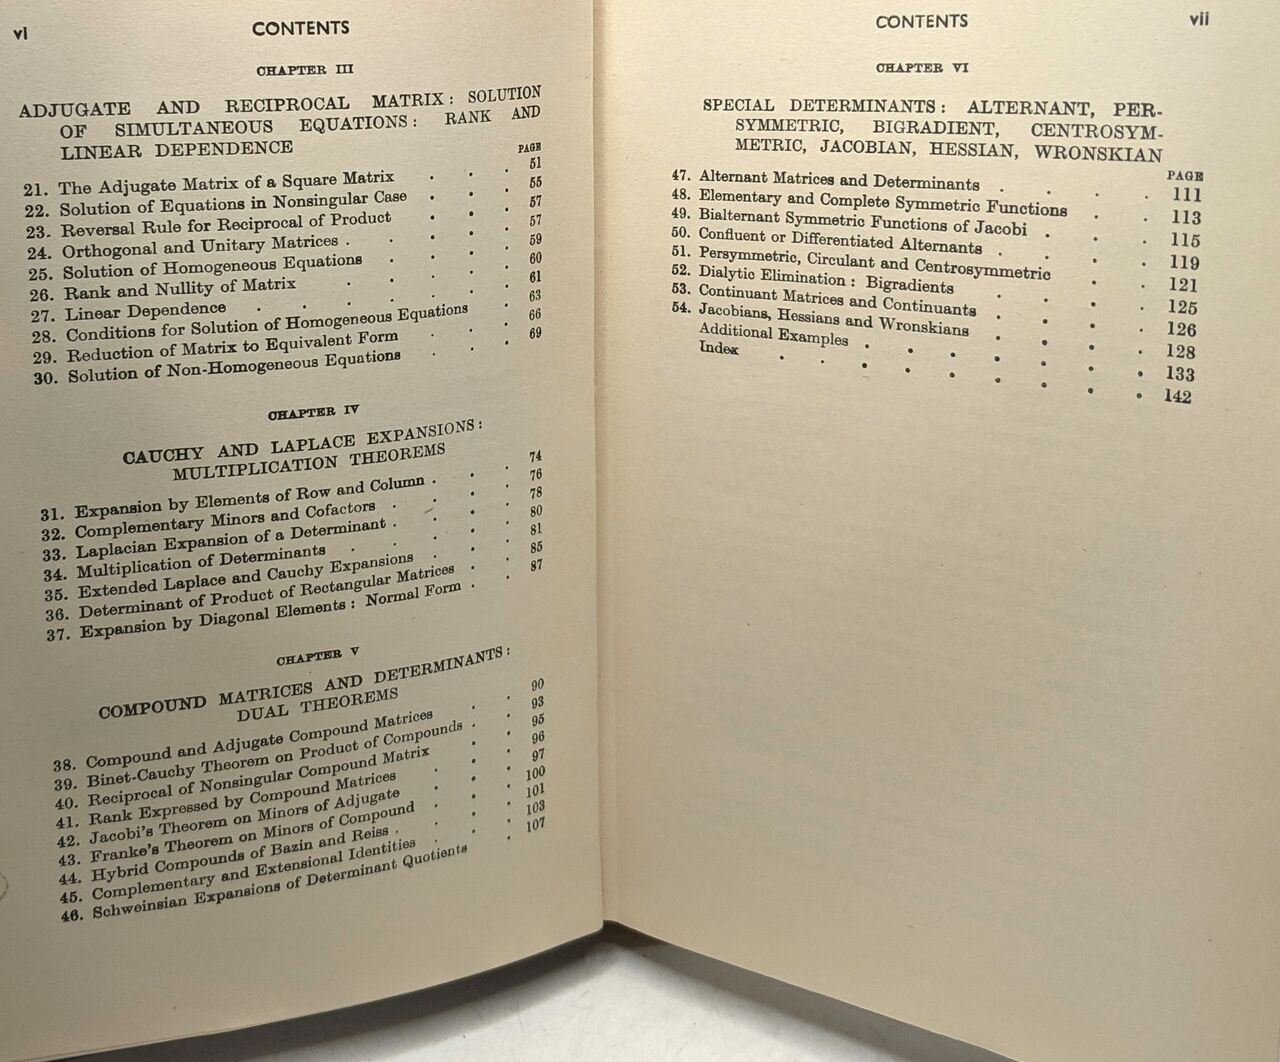 vi CONTENTS
CHAPTER III
ADJUGATE AND RECIPROCAL MATRIX: SOLUTION
OF SIMULTANEOUS EQUATIONS: RANK AND
LINEAR DEPENDENCE
PAGE
21. The Adjugate Matrix of a Square Matrix . . . 51
22. Solution of Equations in Nonsingular Case . . . 55
23. Reversal Rule for Reciprocal of Product . . . 57
24. Orthogonal and Unitary Matrices . . . . 57
25. Solution of Homogeneous Equations . . . . 59
26. Rank and Nullity of Matrix . . . . 60
27. Linear Dependence . . . . . . 61
28. Conditions for Solution of Homogeneous Equations . 63
29. Reduction of Matrix to Equivalent Form . . . 66
30. Solution of Non-Homogeneous Equations . . . 69
CHAPTER IV
CAUCHY AND LAPLACE EXPANSIONS:
MULTIPLICATION THEOREMS
31. Expansion by Elements of Row and Column . . . 74
32. Complementary Minors and Cofactors . . . . 76
33. Laplacian Expansion of a Determinant . . . . 78
34. Multiplication of Determinants . . . . . 80
35. Extended Laplace and Cauchy Expansions . . . 81
36. Determinant of Product of Rectangular Matrices . . 85
37. Expansion by Diagonal Elements: Normal Form . . 87
CHAPTER V
COMPOUND MATRICES AND DETERMINANTS:
DUAL THEOREMS
38. Compound and Adjugate Compound Matrices . . 90
39. Binet-Cauchy Theorem on Product of Compounds . . 93
40. Reciprocal of Nonsingular Compound Matrix . . 95
41. Rank Expressed by Compound Matrices . . . 96
42. Jacobi's Theorem on Minors of Adjugate . . . 97
43. Franke's Theorem on Minors of Compound . . . 100
44. Hybrid Compounds of Bazin and Reiss . . . . 101
45. Complementary and Extensional Identities . . . 103
46. Schweinsian Expansions of Determinant Quotients . 107
CONTENTS vii
CHAPTER VI
SPECIAL DETERMINANTS: ALTERNANT, PER-
SYMMETRIC, BIGRADIENT, CENTROSYM-
METRIC, JACOBIAN, HESSIAN, WRONSKIAN
PAGE
47. Alternant Matrices and Determinants . . . . 111
48. Elementary and Complete Symmetric Functions . . 113
49. Bialternant Symmetric Functions of Jacobi . . . 115
50. Confluent or Differentiated Alternants . . . . 119
51. Persymmetric, Circulant and Centrosymmetric . . 121
52. Dialytic Elimination: Bigradients . . . . 125
53. Continuant Matrices and Continuants . . . . 126
54. Jacobians, Hessians and Wronskians . . . . 128
Additional Examples . . . . . . . 133
Index . . . . . . . . . 142